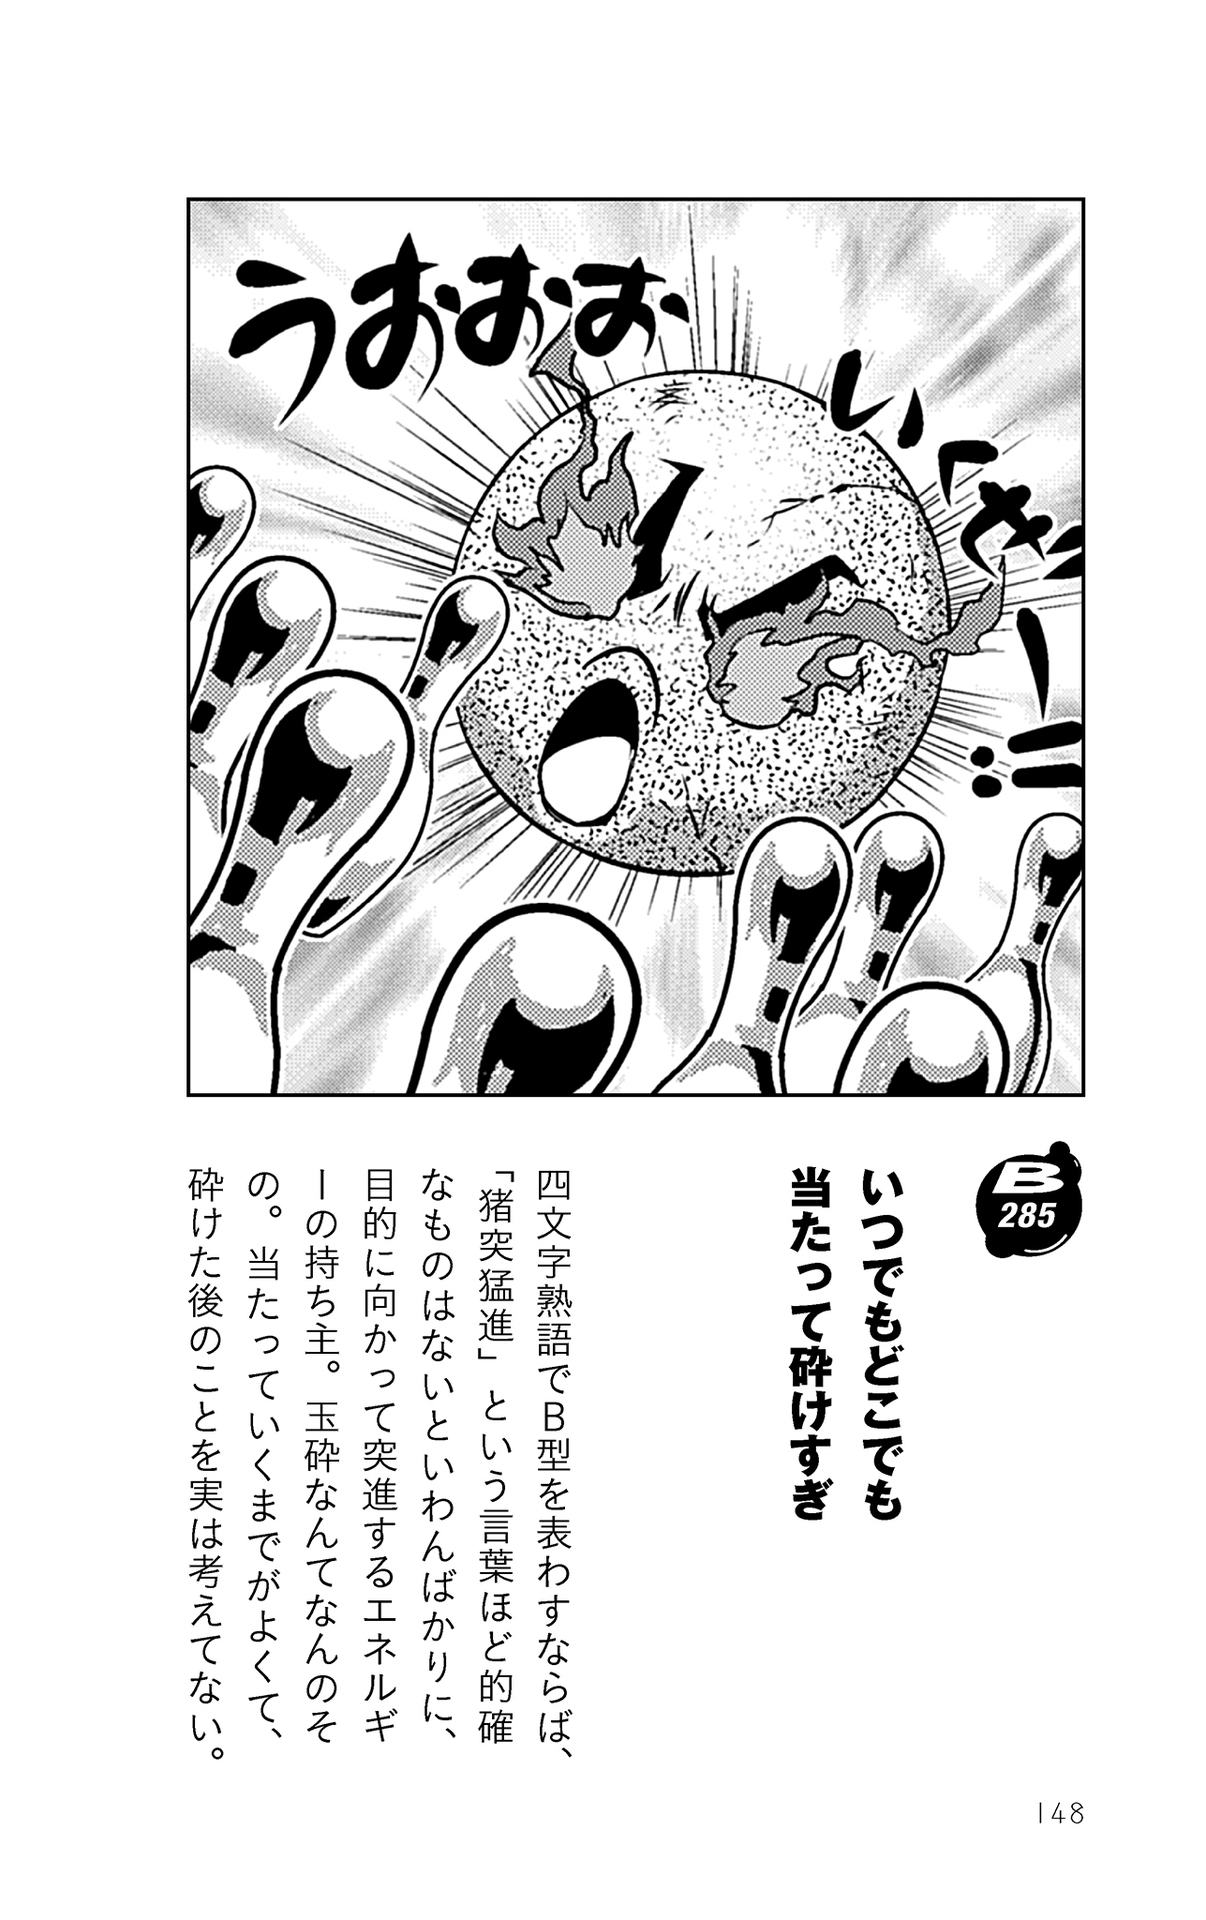 うおおお
いくぞー!!
B
285
いつでもどこでも
当たって砕けすぎ
四文字熟語でB型を表わすならば、
「猪突猛進」という言葉ほど的確
なものはないといわんばかりに、
目的に向かって突進するエネルギ
ーの持ち主。玉砕なんてなんのそ
の。当たっていくまでがよくて、
砕けた後のことを実は考えてない。
148